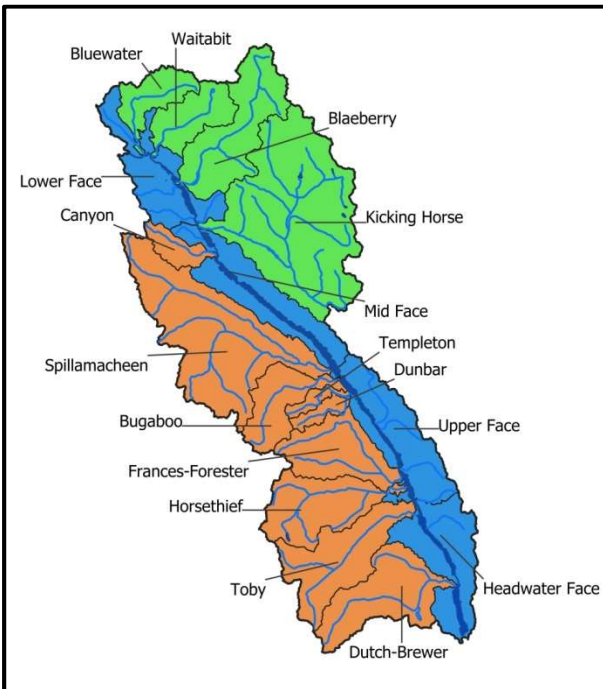 Waitabit
Bluewater
Blaeberry
Lower Face
Canyon
Kicking Horse
Mid Face
Templeton
Spillamacheen
Dunbar
Bugaboo
Upper Face
Frances-Forester
Horsethief
Toby
Headwater Face
Dutch-Brewer